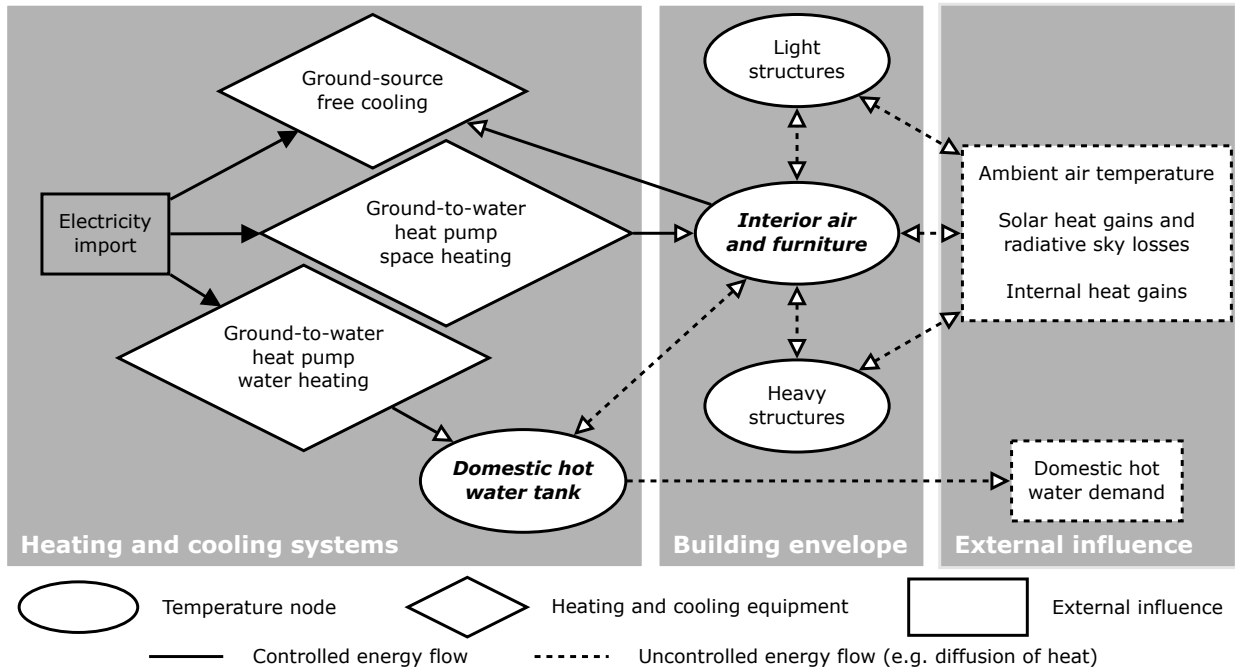 Ground-source
free cooling
Electricity
import
Ground-to-water
heat pump
space heating
Ground-to-water
heat pump
water heating
Domestic hot
water tank
Heating and cooling systems
Light
structures
Interior air
and furniture
Heavy
structures
Building envelope
Ambient air temperature
Solar heat gains and
radiative sky losses
Internal heat gains
Domestic hot
water demand
External influence
Temperature node
Heating and cooling equipment
External influence
Controlled energy flow
Uncontrolled energy flow (e.g. diffusion of heat)